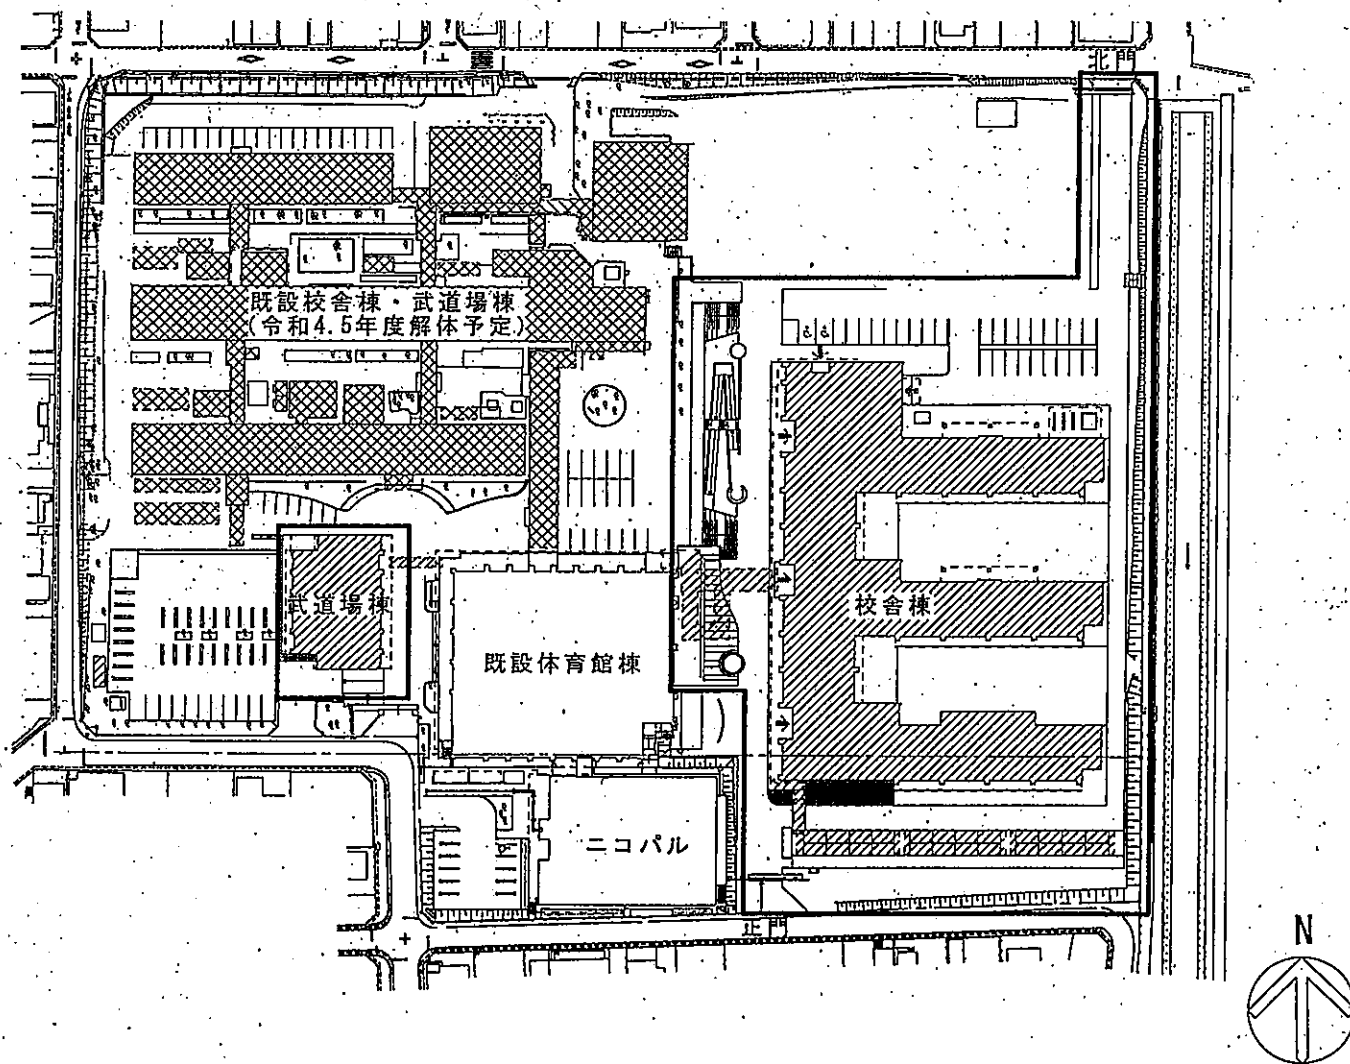 北門
既設校舎棟・武道場棟
(令和4.5年度解体予定)
武道場棟
校舎棟
既設体育館棟
ニコパル
正門
N